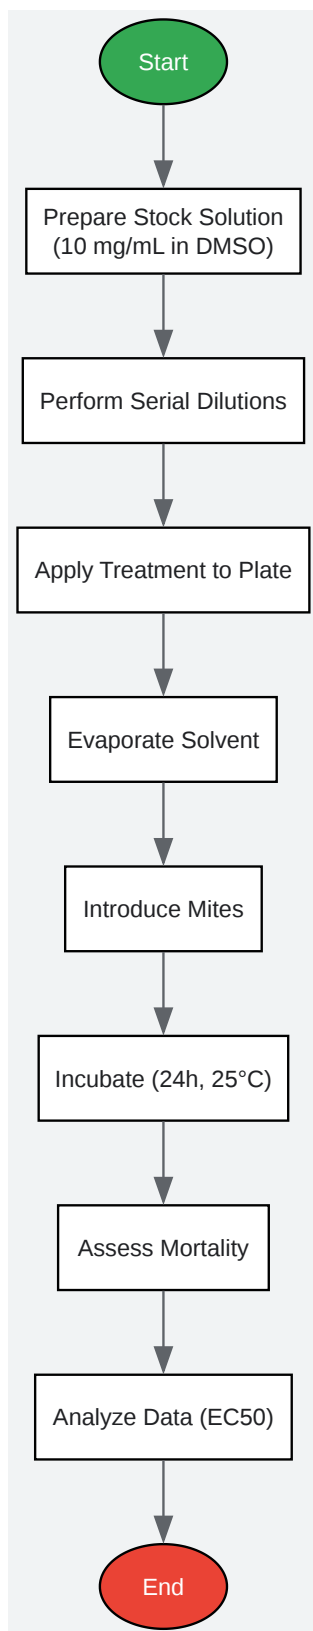 Start
Prepare Stock Solution
(10 mg/mL in DMSO)
Perform Serial Dilutions
Apply Treatment to Plate
Evaporate Solvent
Introduce Mites
Incubate (24h, 25°C)
Assess Mortality
Analyze Data (EC50)
End